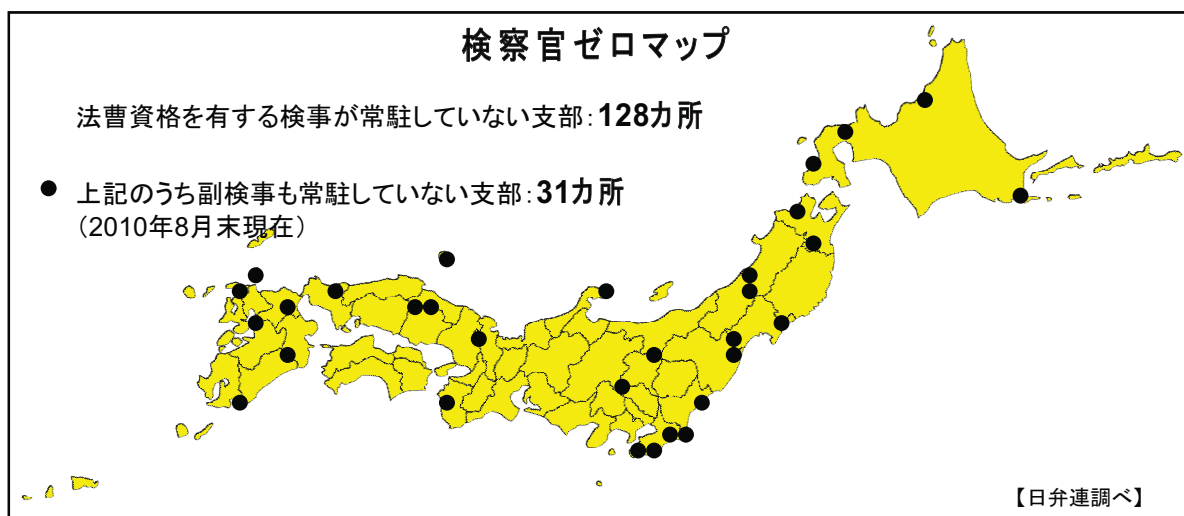 検察官ゼロマップ
法曹資格を有する検事が常駐していない支部：128カ所
● 上記のうち副検事も常駐していない支部：31カ所
（2010年8月末現在）
【日弁連調べ】